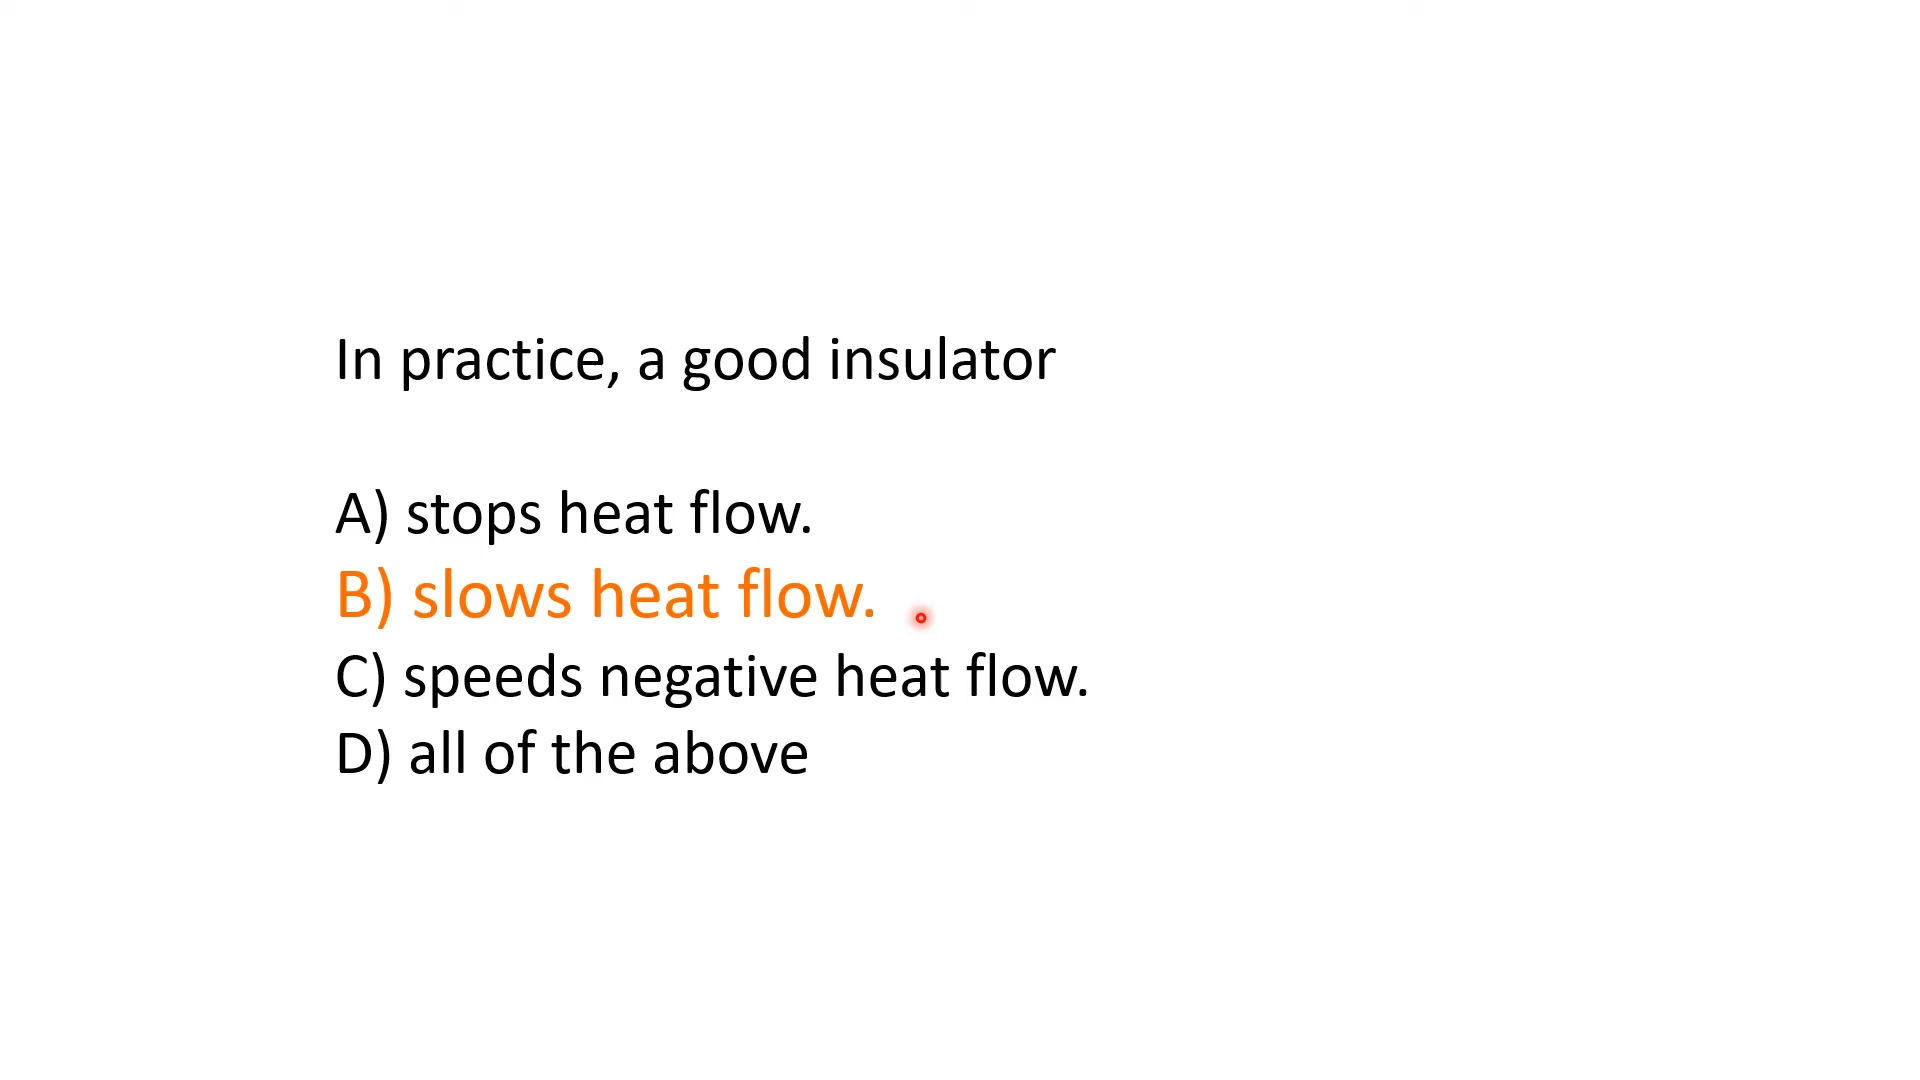 In practice, a good insulator
A) stops heat flow.
B) slows heat flow.
C) speeds negative heat flow.
D) all of the above